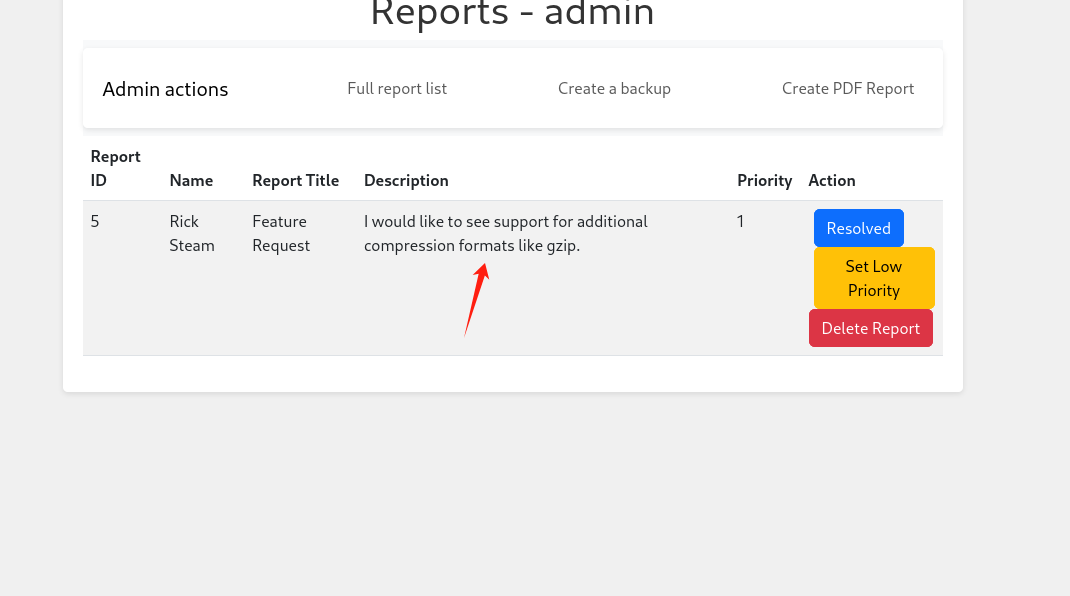 Reports - admin
Admin actions
Full report list
Create a backup
Create PDF Report
Report
ID
Name
Report Title
Description
Priority
Action
5
Rick
Steam
Feature
Request
I would like to see support for additional
compression formats like gzip.
1
Resolved
Set Low
Priority
Delete Report